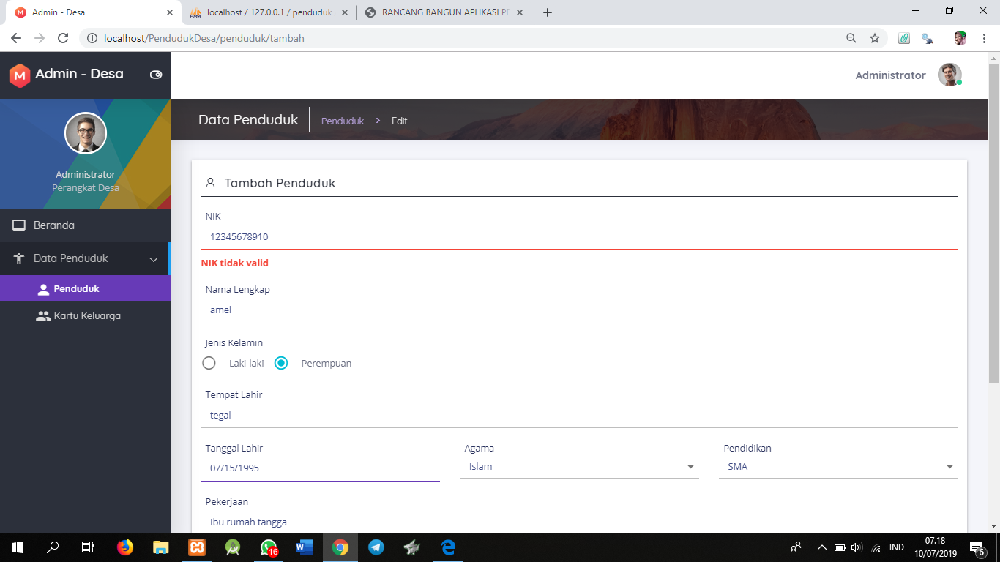 Admin - Desa
localhost / 127.0.0.1 / penduduk
RANCANG BANGUN APLIKASI PE
localhost/PendudukDesa/penduduk/tambah
M Admin - Desa
Administrator
Administrator
Perangkat Desa
Beranda
Data Penduduk
Penduduk
Kartu Keluarga
Data Penduduk
Penduduk > Edit
Tambah Penduduk
NIK
12345678910
NIK tidak valid
Nama Lengkap
amel
Jenis Kelamin
Laki-laki Perempuan
Tempat Lahir
tegal
Tanggal Lahir Agama Pendidikan
07/15/1995 Islam SMA
Pekerjaan
Ibu rumah tangga
16
IND
07.18
10/07/2019
6